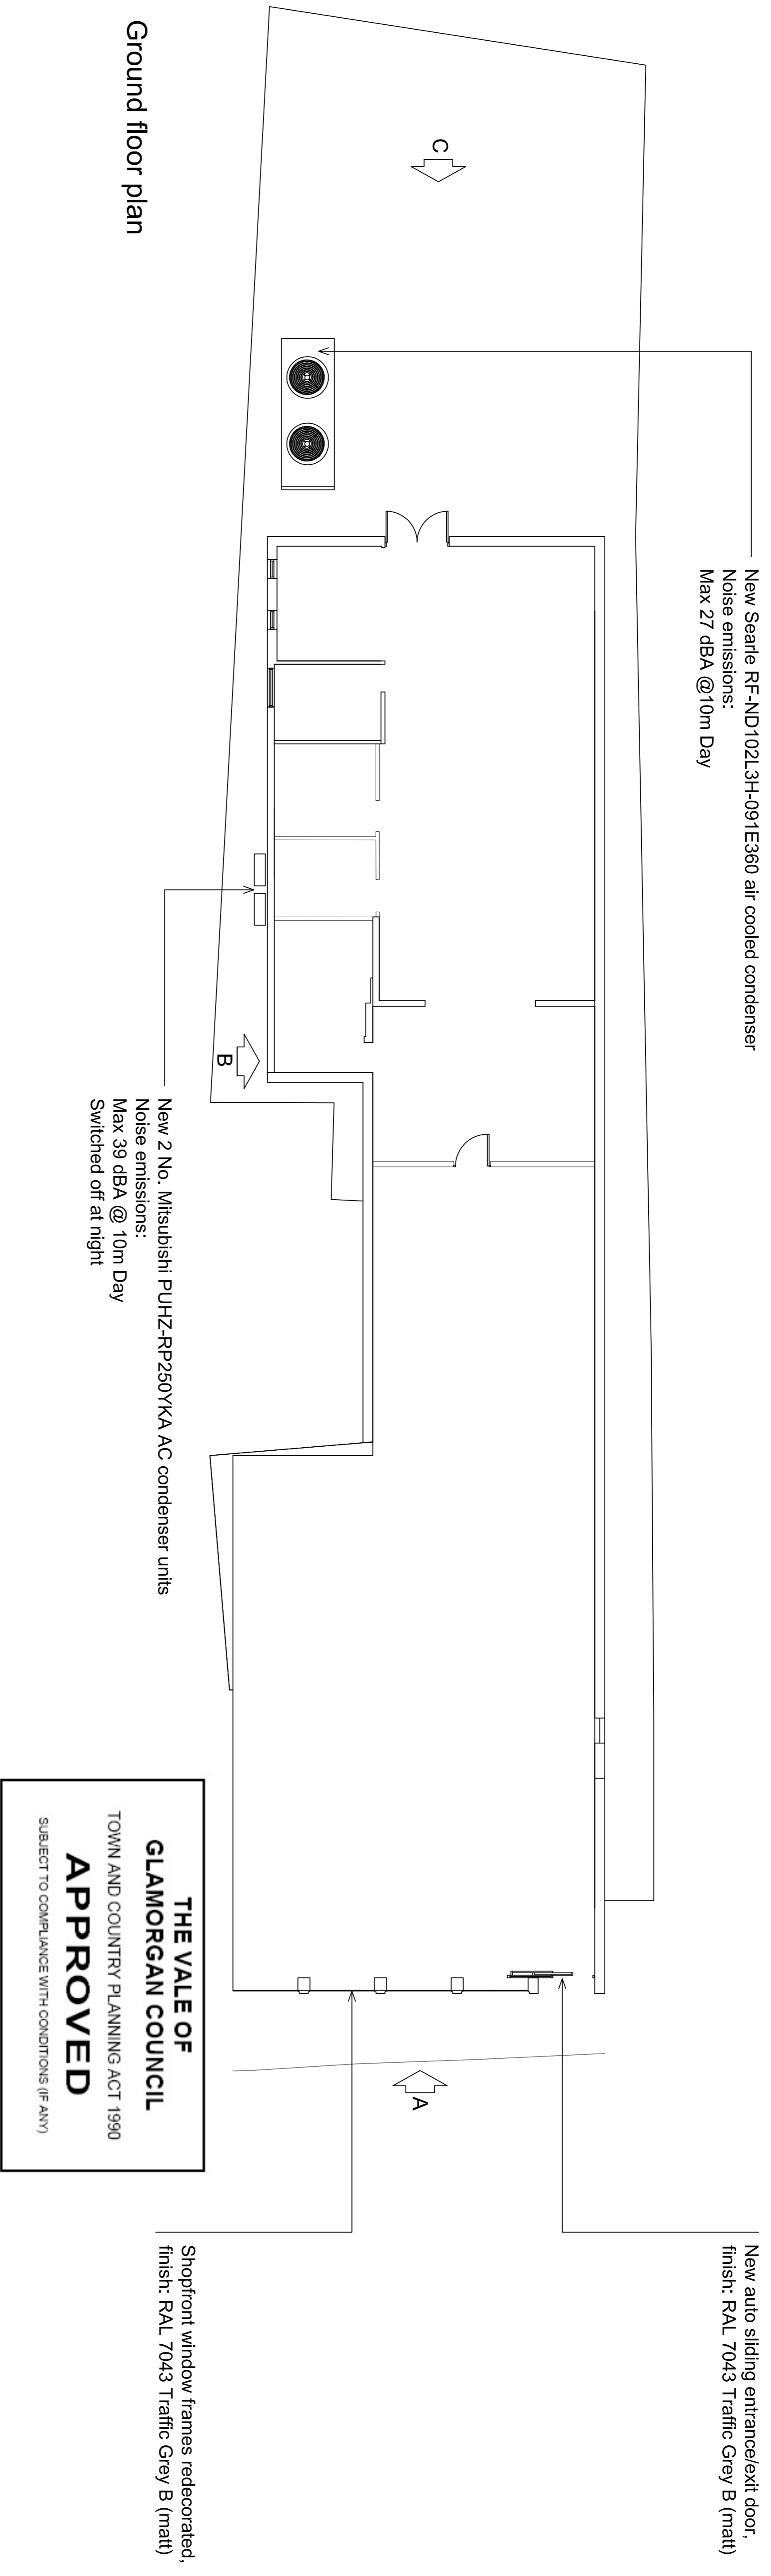 New Searle RF-ND102L3H-091E360 air cooled condenser
Noise emissions:
Max 27 dBA @10m Day
New auto sliding entrance/exit door,
finish: RAL 7043 Traffic Grey B (matt)
C
B
A
New 2 No. Mitsubishi PUHZ-RP250YKA AC condenser units
Noise emissions:
Max 39 dBA @ 10m Day
Switched off at night
Shopfront window frames redecorated,
finish: RAL 7043 Traffic Grey B (matt)
Ground floor plan
THE VALE OF
GLAMORGAN COUNCIL
TOWN AND COUNTRY PLANNING ACT 1990
APPROVED
SUBJECT TO COMPLIANCE WITH CONDITIONS (IF ANY)